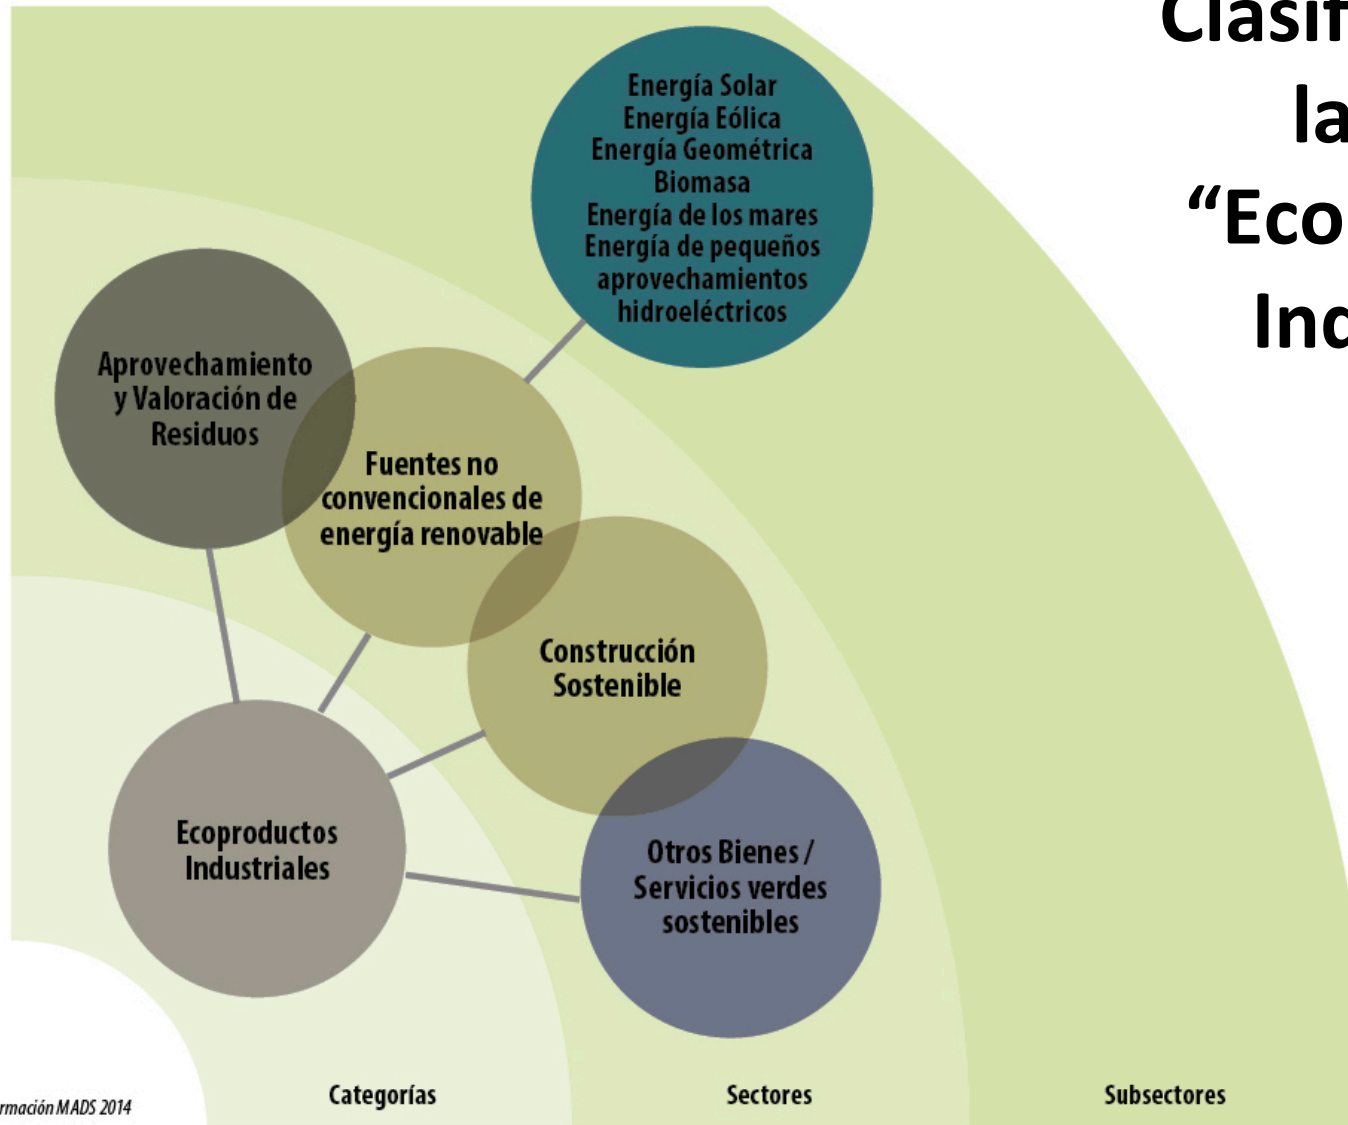 Energía Solar
Energía Eólica
Energía Geométrica
Biomasa
Energía de los mares
Energía de pequeños
aprovechamientos
hidroeléctricos
la
“Eco
Aprovechamiento
y Valoración de
Residuos
Fuentes no
convencionales de
energía renovable
Construcción
Sostenible
Ecoproductos
Industriales
Otros Bienes /
Servicios verdes
sostenibles
Categorías
Sectores
Subsectores
MADS 2014